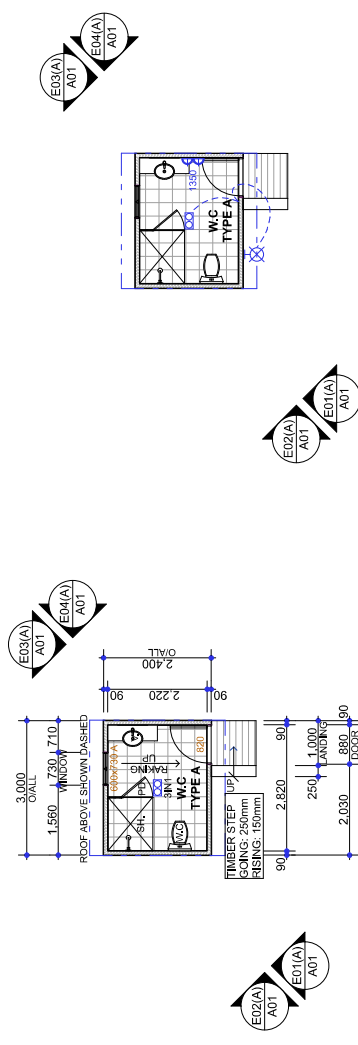 E03(A)
A01
E04(A)
A01
1350
W.C
TYPE A
E02(A)
A01
E01(A)
A01
E03(A)
A01
E04(A)
A01
3,000
O/ALL
1,560
730
710
WINDOW
ROOF ABOVE SHOWN DASHED
600x730 A
SH.
PD
3IN1
RAKING
UP
W.C
W.C
TYPE A
820
90
2,220
90
2,400
O/ALL
UP
TIMBER STEP
GOING: 250mm
RISING: 150mm
90
2,820
90
250
1,000
LANDING
2,030
880
90
DOOR
E02(A)
A01
E01(A)
A01